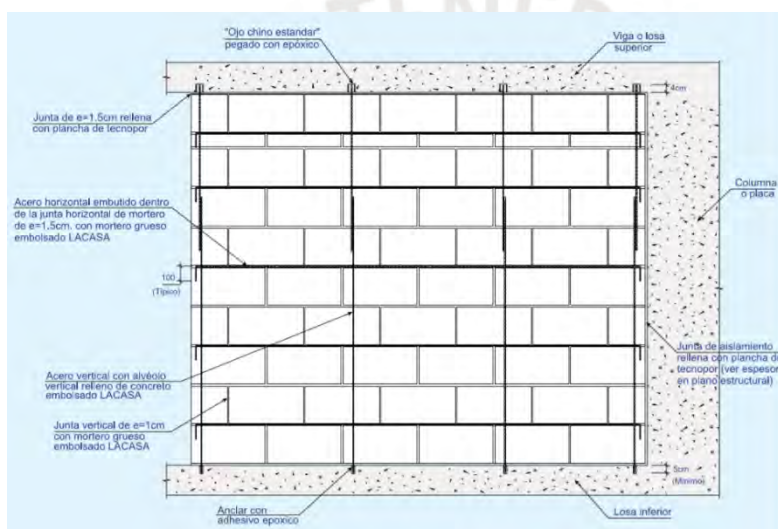 "Ojo chino estandar"
pegado con epóxico
Viga o losa
superior
4cm
Junta de e=1.5cm rellena
con plancha de tecnopor
Columna
o placa
Acero horizontal embutido dentro
de la junta horizontal de mortero
de e=1.5cm. con mortero grueso
embolsado LACASA
100
(Típico)
Junta de aislamiento
rellena con plancha de
tecnopor (ver espesor
en plano estructural)
Acero vertical con alvéolo
vertical relleno de concreto
embolsado LACASA
Junta vertical de e=1cm
con mortero grueso
embolsado LACASA
5cm
(Mínimo)
Anclar con
adhesivo epoxico
Losa inferior